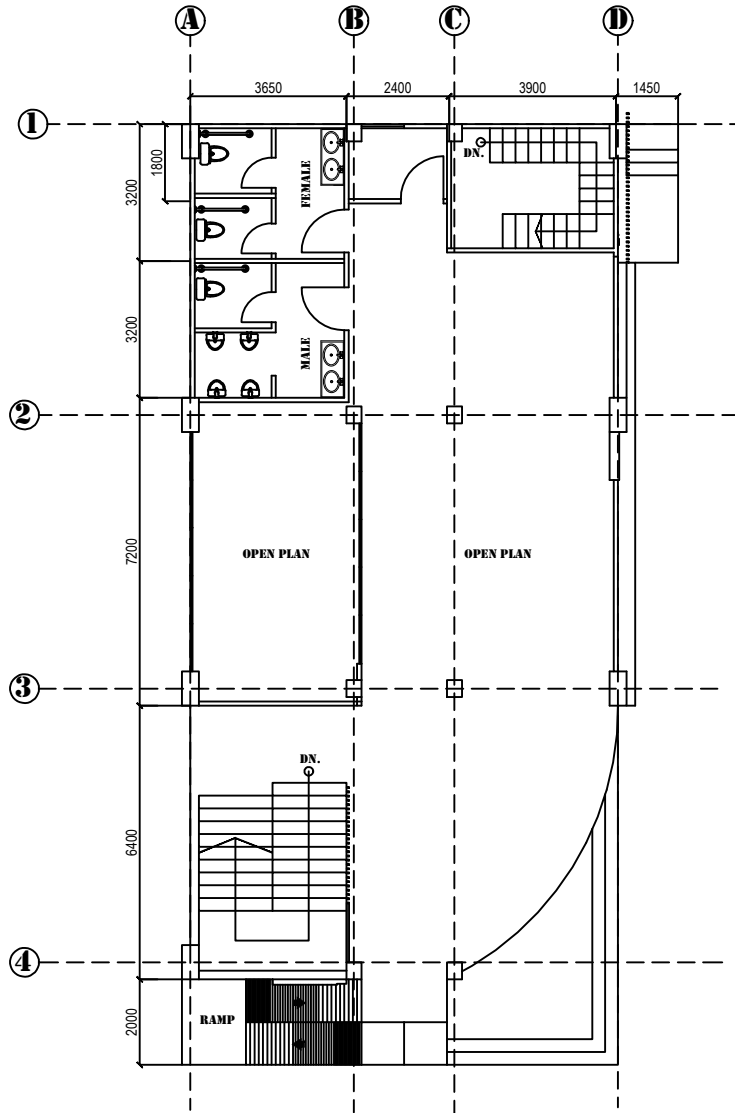 A B C D
3650 2400 3900 1450
1
1800
3200
FEMALE
DN.
3200
MALE
2
7200
OPEN PLAN OPEN PLAN
3
DN.
6400
4
RAMP
2000